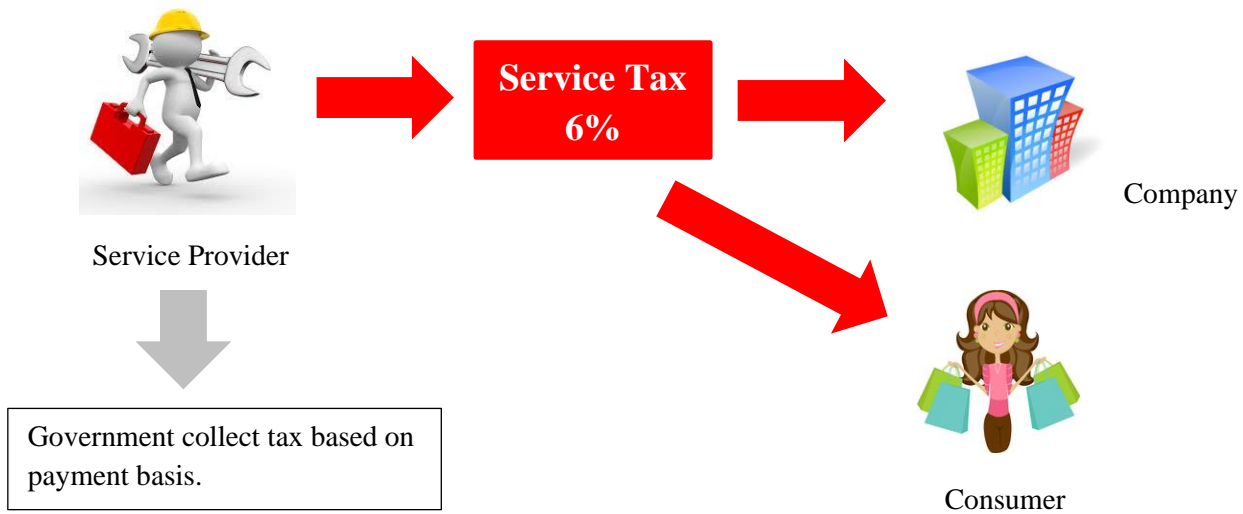 Service Tax
6%
Company
Service Provider
Government collect tax based on
payment basis.
Consumer